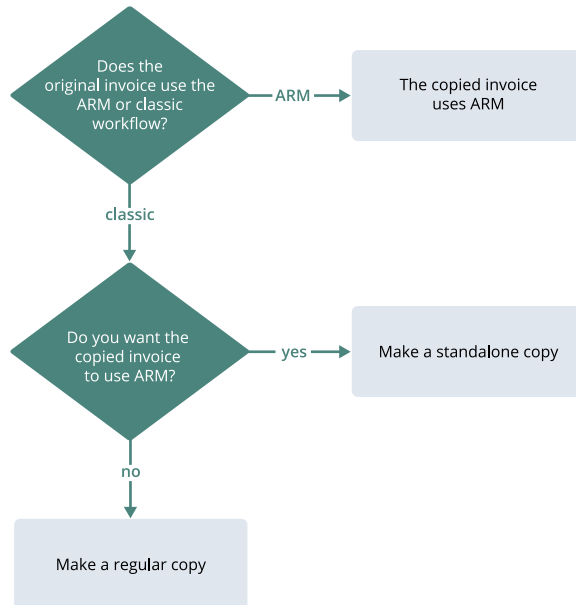 Does the
original invoice use the
ARM or classic
workflow?
ARM
The copied invoice
uses ARM
classic
Do you want the
copied invoice
to use ARM?
yes
Make a standalone copy
no
Make a regular copy